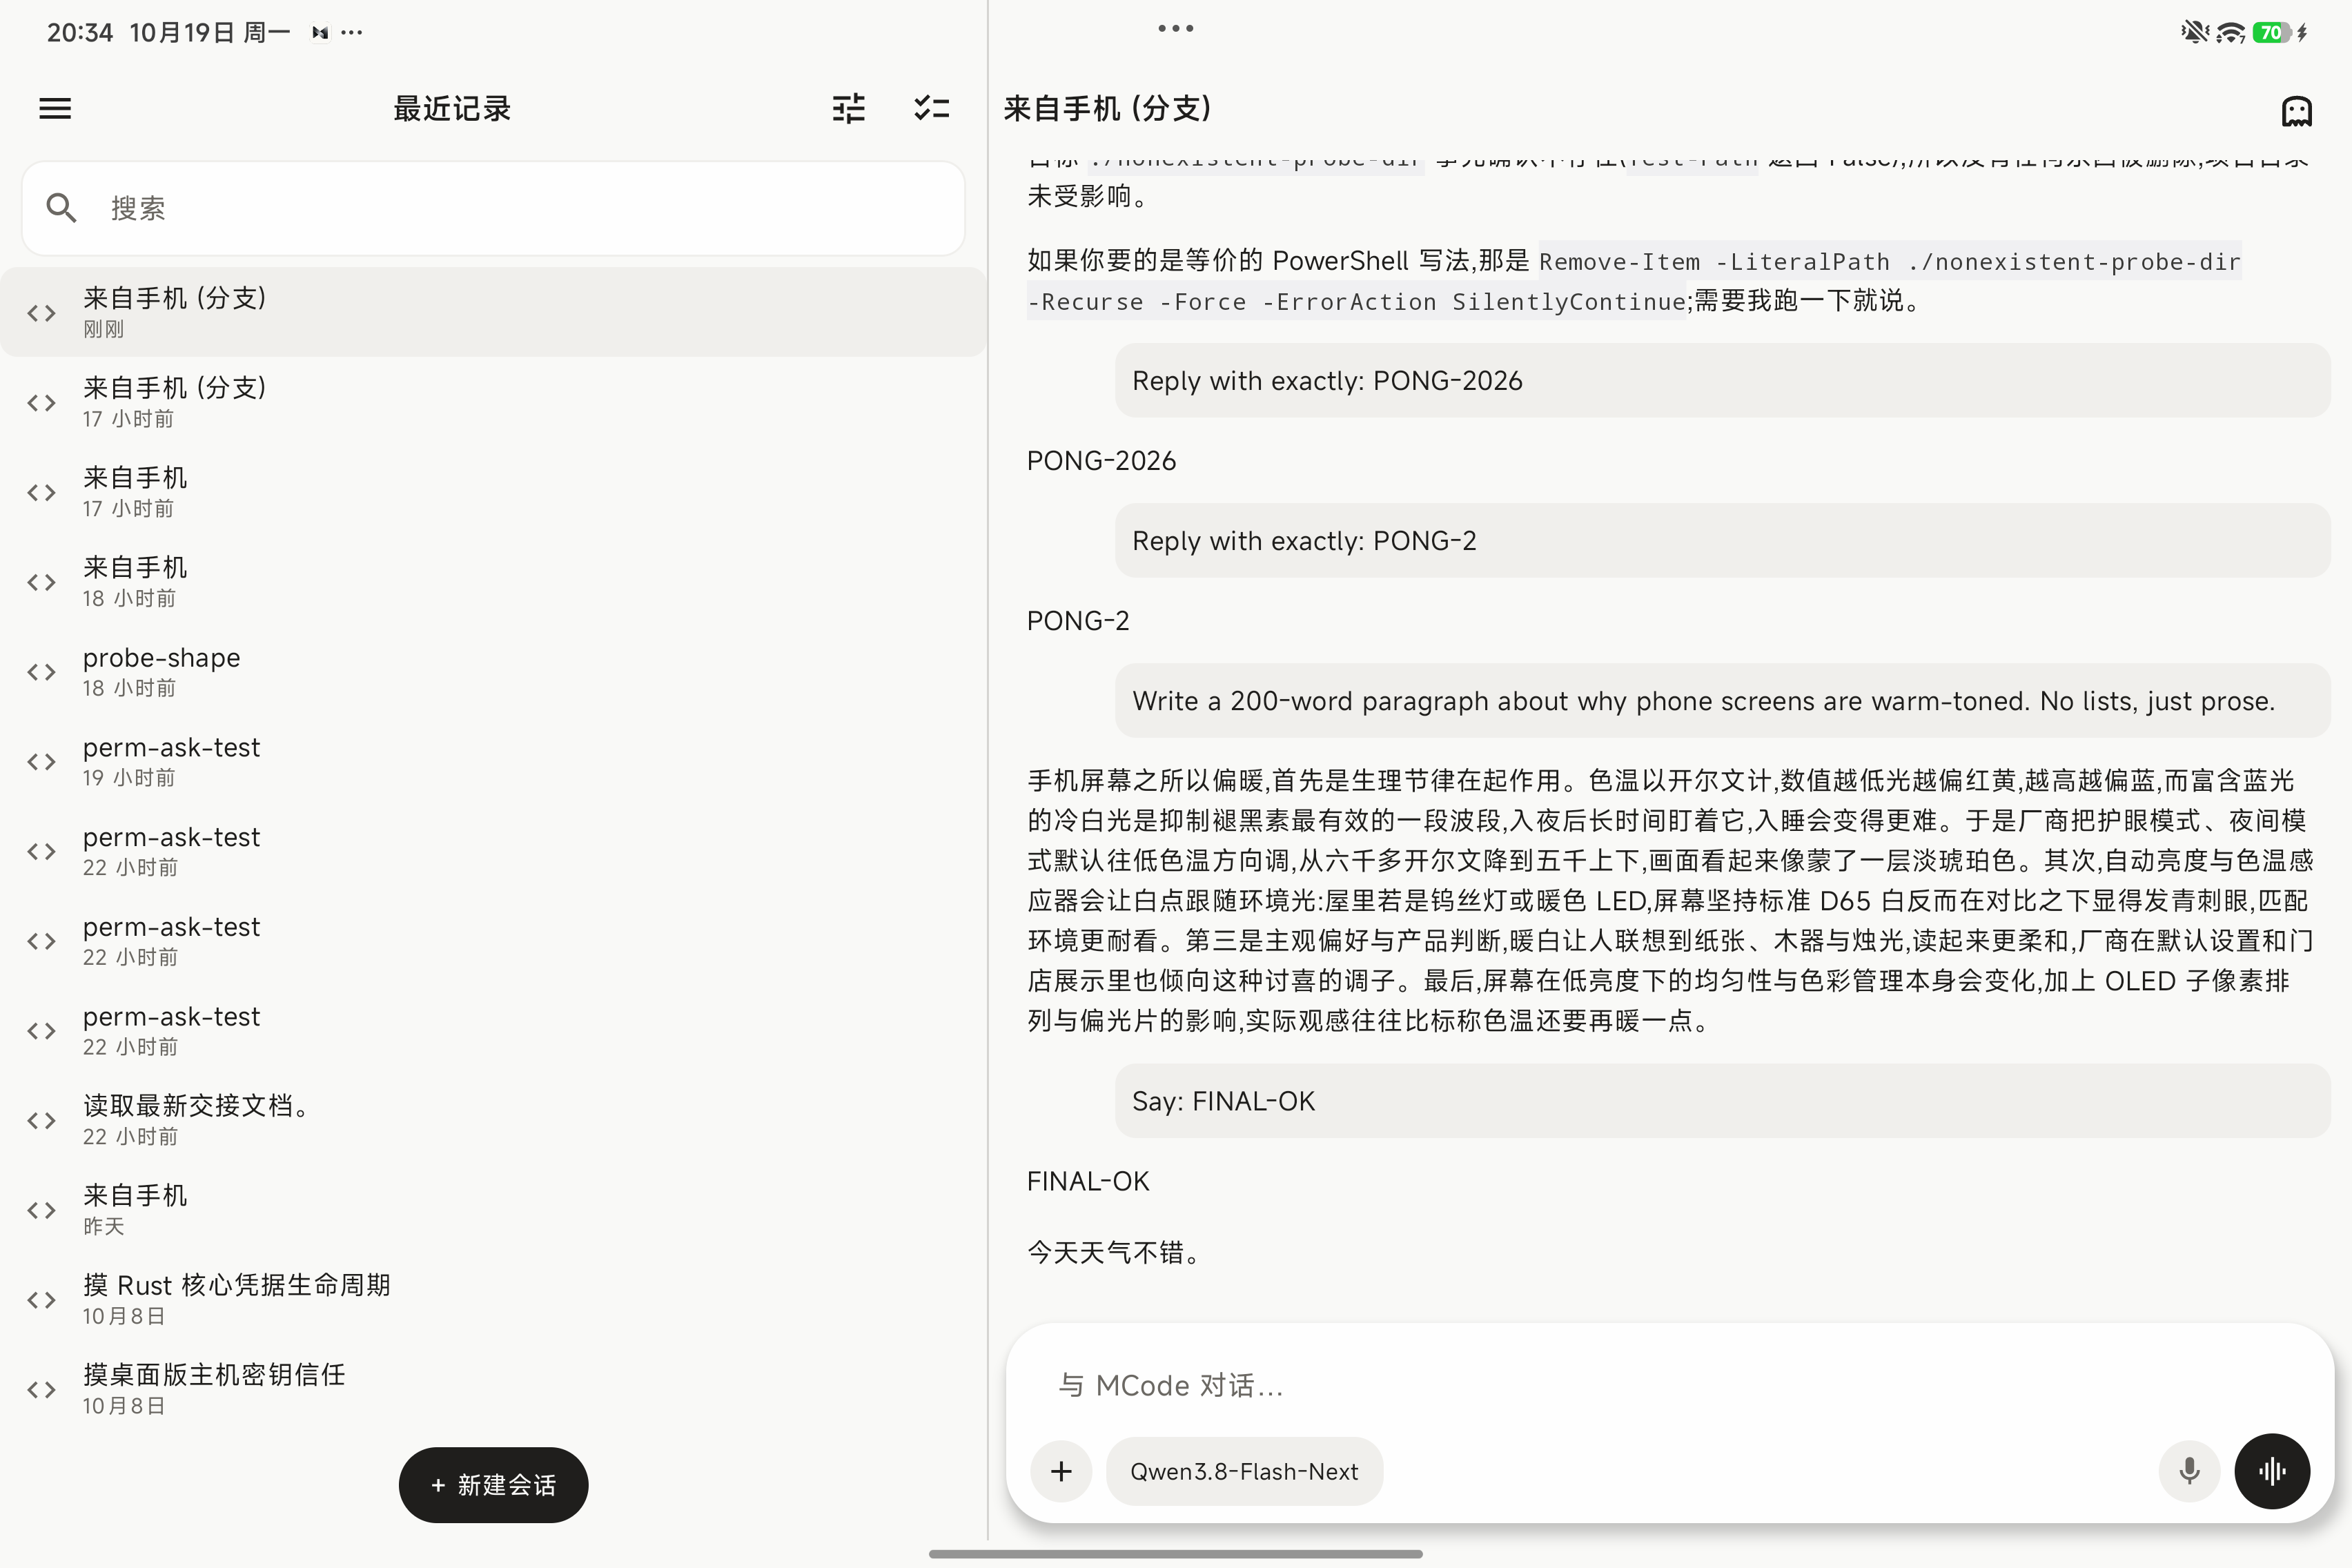 20:34 10月19日 周一
70
最近记录
搜索
来自手机 (分支)
刚刚
来自手机 (分支)
17 小时前
来自手机
17 小时前
来自手机
18 小时前
probe-shape
18 小时前
perm-ask-test
19 小时前
perm-ask-test
22 小时前
perm-ask-test
22 小时前
perm-ask-test
22 小时前
读取最新交接文档。
22 小时前
来自手机
昨天
摸 Rust 核心凭据生命周期
10月8日
摸桌面版主机密钥信任
10月8日
+ 新建会话
来自手机 (分支)
未受影响。
如果你要的是等价的 PowerShell 写法,那是 Remove-Item -LiteralPath ./nonexistent-probe-dir
-Recurse -Force -ErrorAction SilentlyContinue;需要我跑一下就说。
Reply with exactly: PONG-2026
PONG-2026
Reply with exactly: PONG-2
PONG-2
Write a 200-word paragraph about why phone screens are warm-toned. No lists, just prose.
手机屏幕之所以偏暖,首先是生理节律在起作用。色温以开尔文计,数值越低光越偏红黄,越高越偏蓝,而富含蓝光
的冷白光是抑制褪黑素最有效的一段波段,入夜后长时间盯着它,入睡会变得更难。于是厂商把护眼模式、夜间模
式默认往低色温方向调,从六千多开尔文降到五千上下,画面看起来像蒙了一层淡琥珀色。其次,自动亮度与色温感
应器会让白点跟随环境光:屋里若是钨丝灯或暖色 LED,屏幕坚持标准 D65 白反而在对比之下显得发青刺眼,匹配
环境更耐看。第三是主观偏好与产品判断,暖白让人联想到纸张、木器与烛光,读起来更柔和,厂商在默认设置和门
店展示里也倾向这种讨喜的调子。最后,屏幕在低亮度下的均匀性与色彩管理本身会变化,加上 OLED 子像素排
列与偏光片的影响,实际观感往往比标称色温还要再暖一点。
Say: FINAL-OK
FINAL-OK
今天天气不错。
与 MCode 对话...
Qwen3.8-Flash-Next